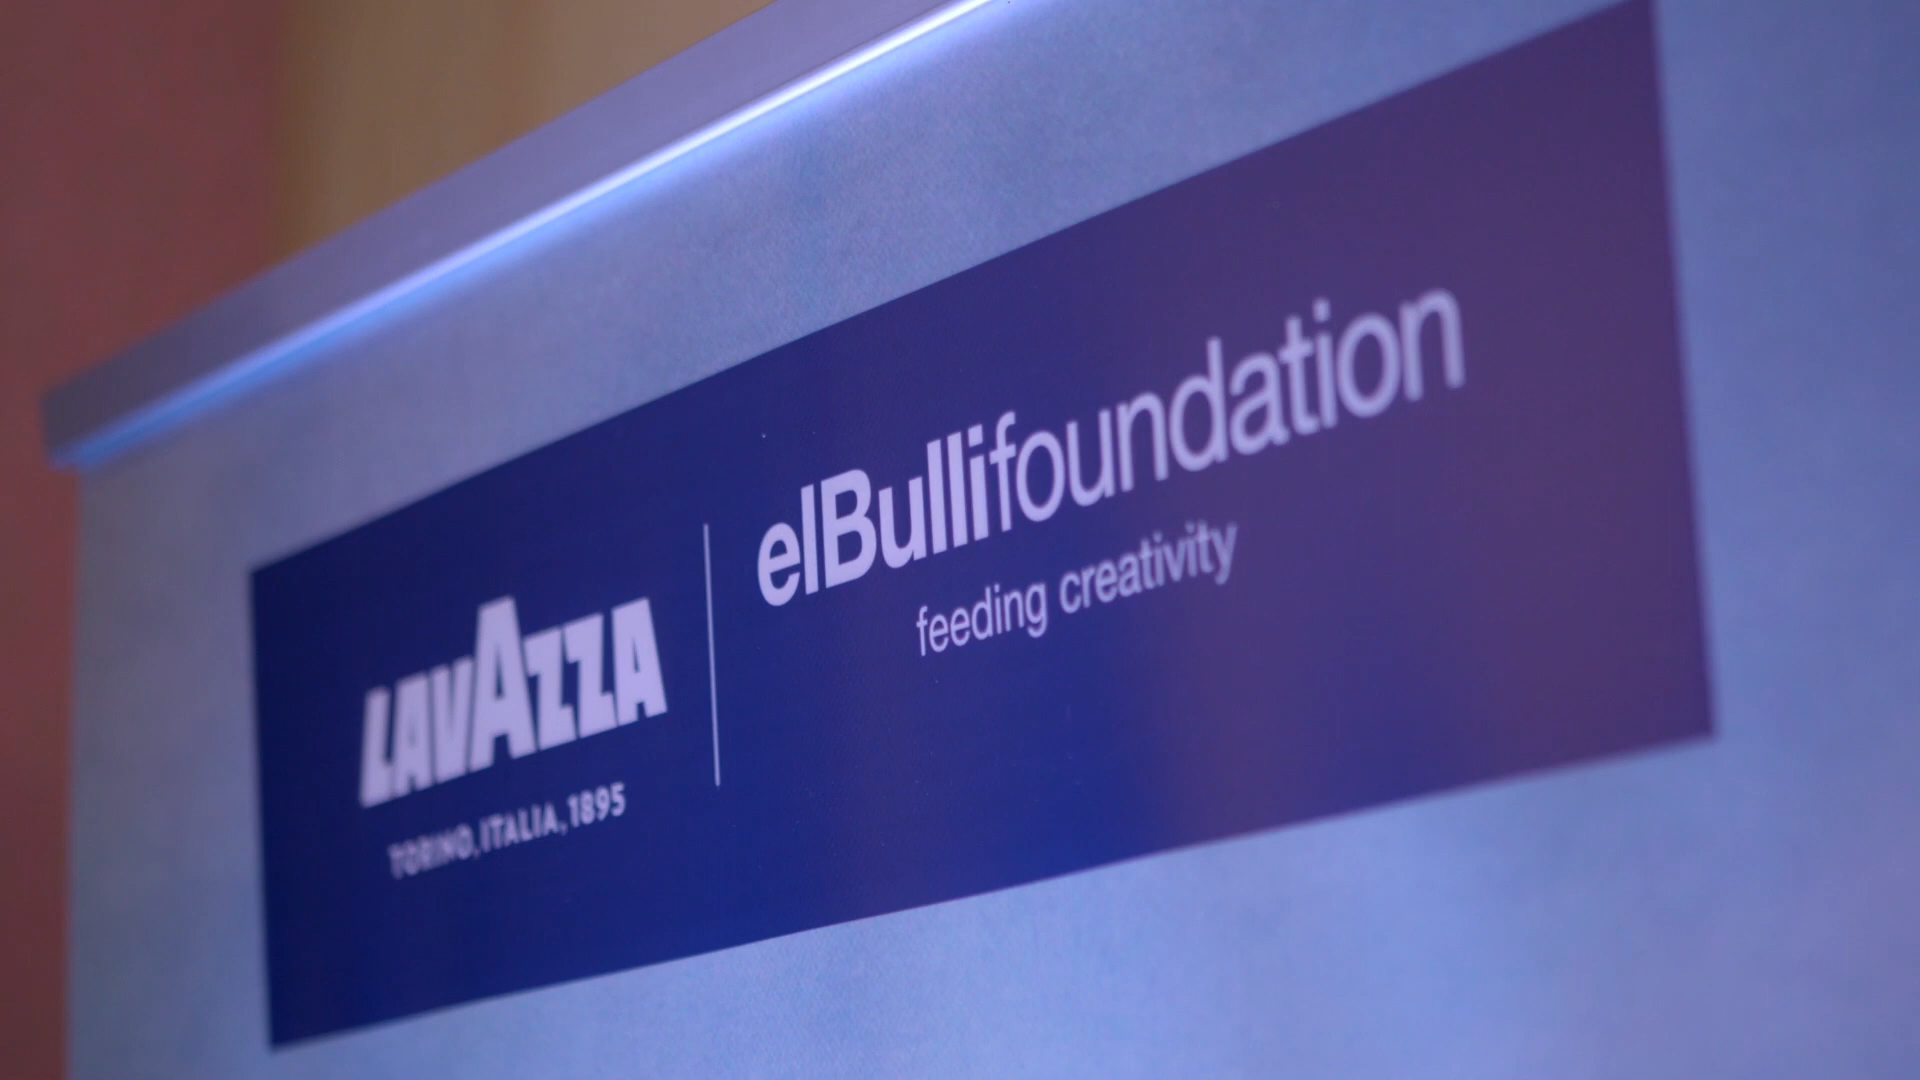 LAVAZZA
TORINO, ITALIA, 1895
elBullifoundation
feeding creativity